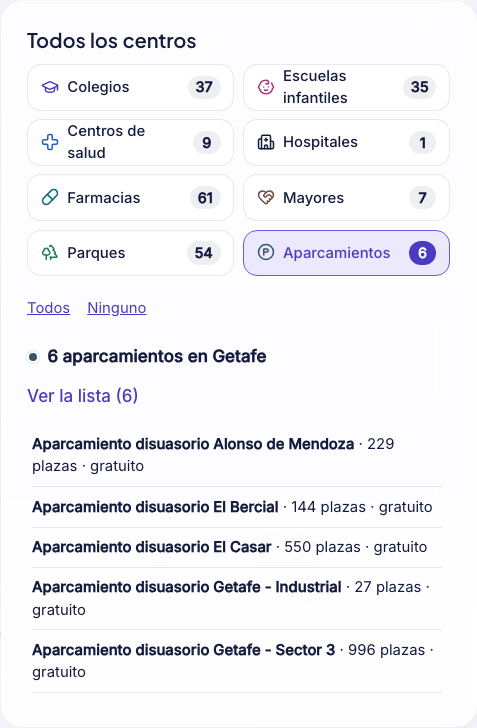 Todos los centros
Colegios 37
Escuelas
infantiles 35
Centros de
salud 9
Hospitales 1
Farmacias 61
Mayores 7
Parques 54
P Aparcamientos 6
Todos Ninguno
6 aparcamientos en Getafe
Ver la lista (6)
Aparcamiento disuasorio Alonso de Mendoza · 229
plazas · gratuito
Aparcamiento disuasorio El Bercial · 144 plazas · gratuito
Aparcamiento disuasorio El Casar · 550 plazas · gratuito
Aparcamiento disuasorio Getafe - Industrial · 27 plazas ·
gratuito
Aparcamiento disuasorio Getafe - Sector 3 · 996 plazas ·
gratuito